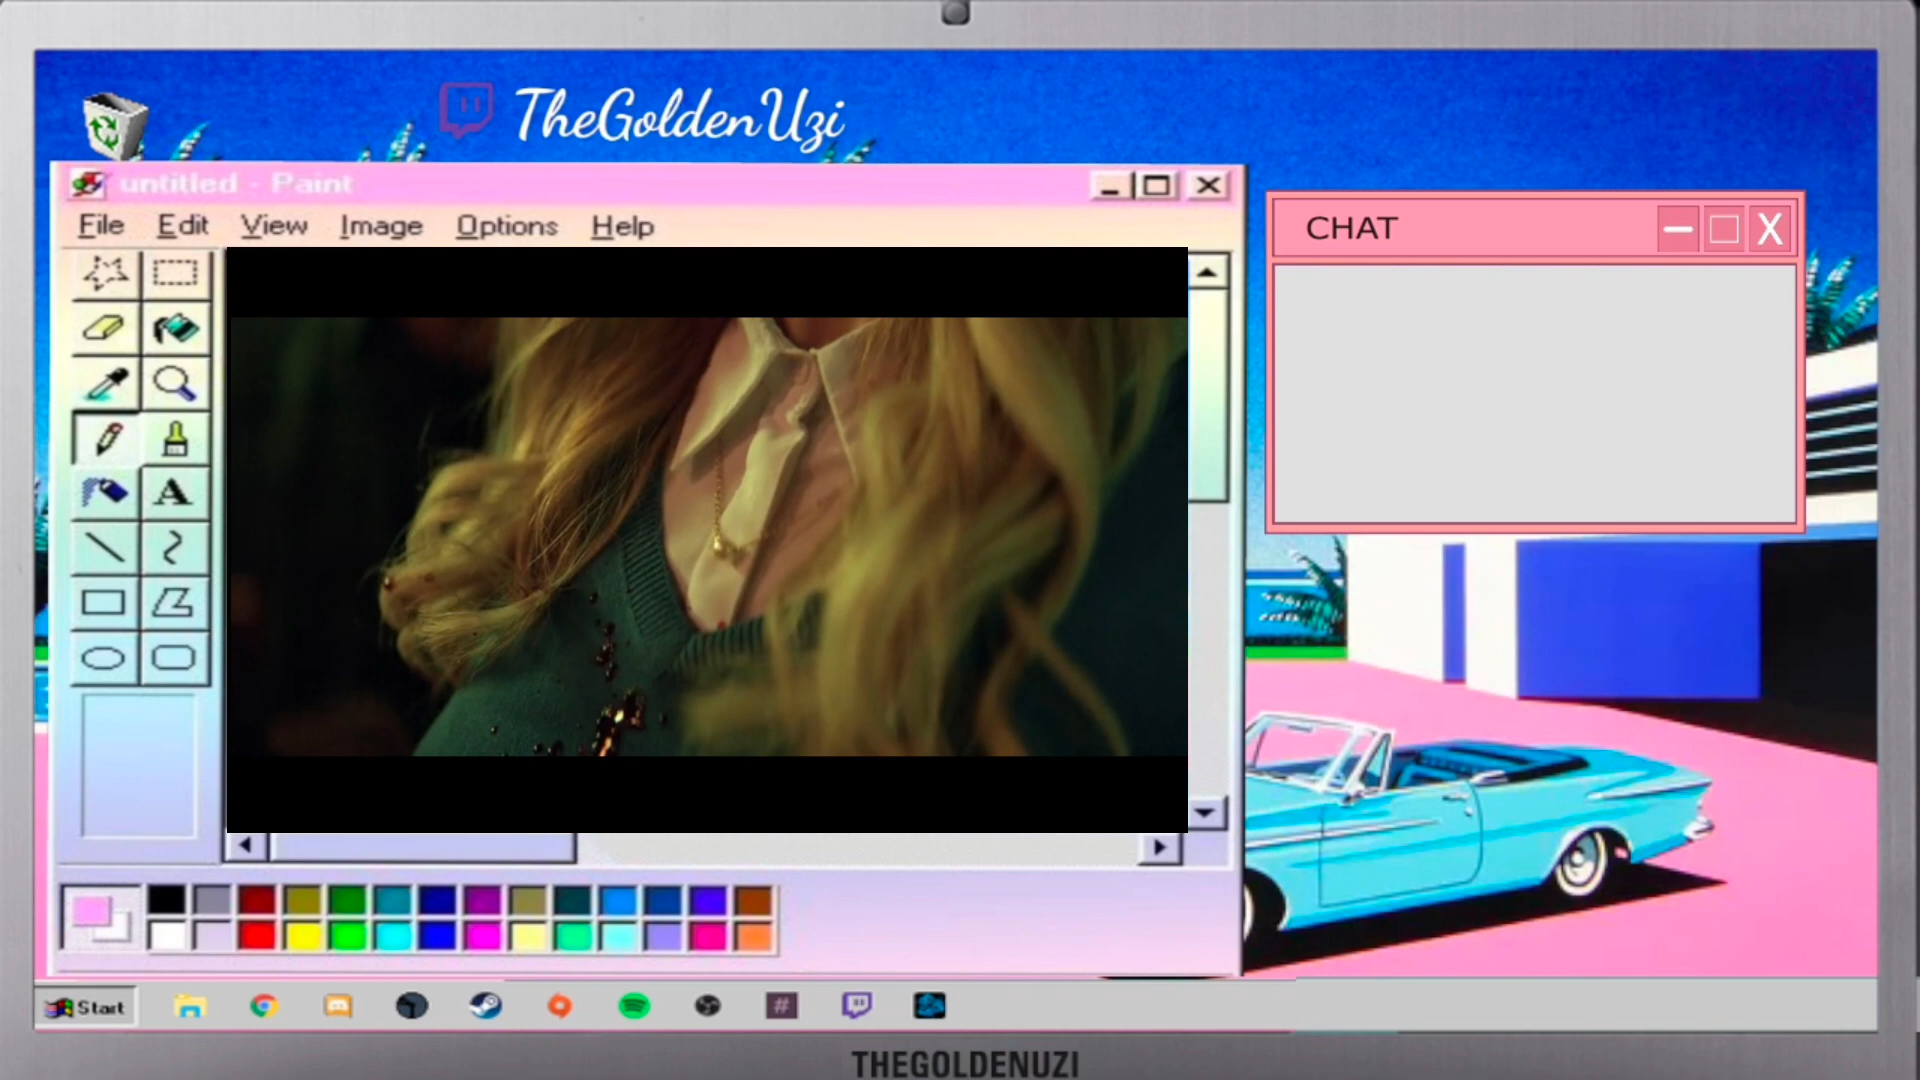 TheGoldenUzi
untitled - Paint
File Edit View Image Options Help
CHAT
X
A
Start
#
THEGOLDENUZI